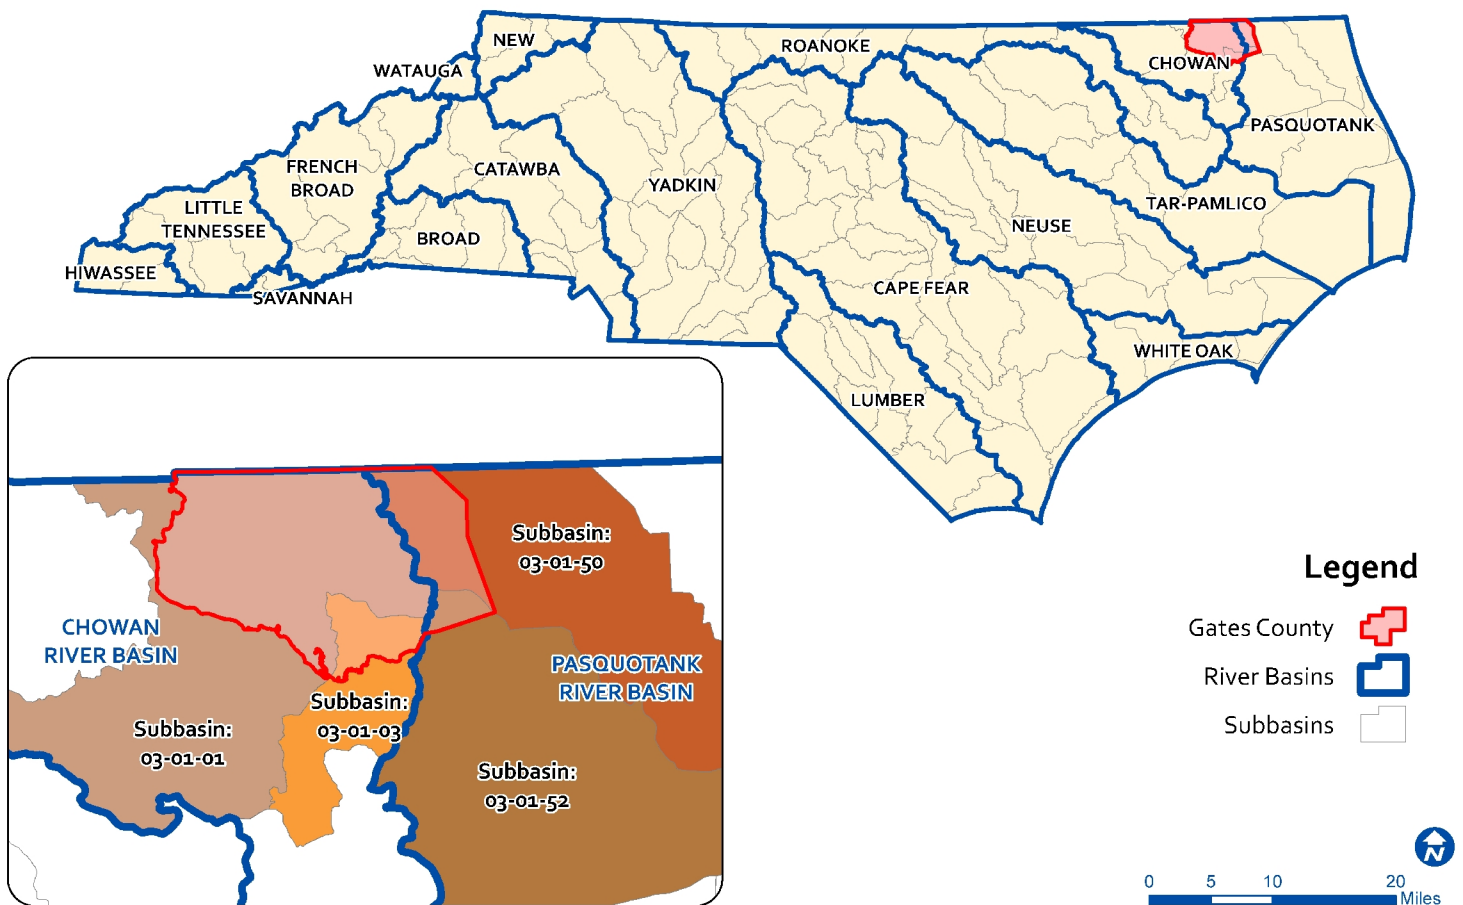 NEW
ROANOKE
WATAUGA
CHOWAN
PASQUOTANK
FRENCH
BROAD
CATAWBA
YADKIN
LITTLE
TENNESSEE
TAR-PAMLICO
BROAD
NEUSE
HIWASSEE
SAVANNAH
CAPE FEAR
WHITE OAK
LUMBER
Subbasin:
03-01-50
CHOWAN
RIVER BASIN
PASQUOTANK
RIVER BASIN
Subbasin:
03-01-03
Subbasin:
03-01-01
Subbasin:
03-01-52
Legend
Gates County
River Basins
Subbasins
N
0 5 10 20
Miles